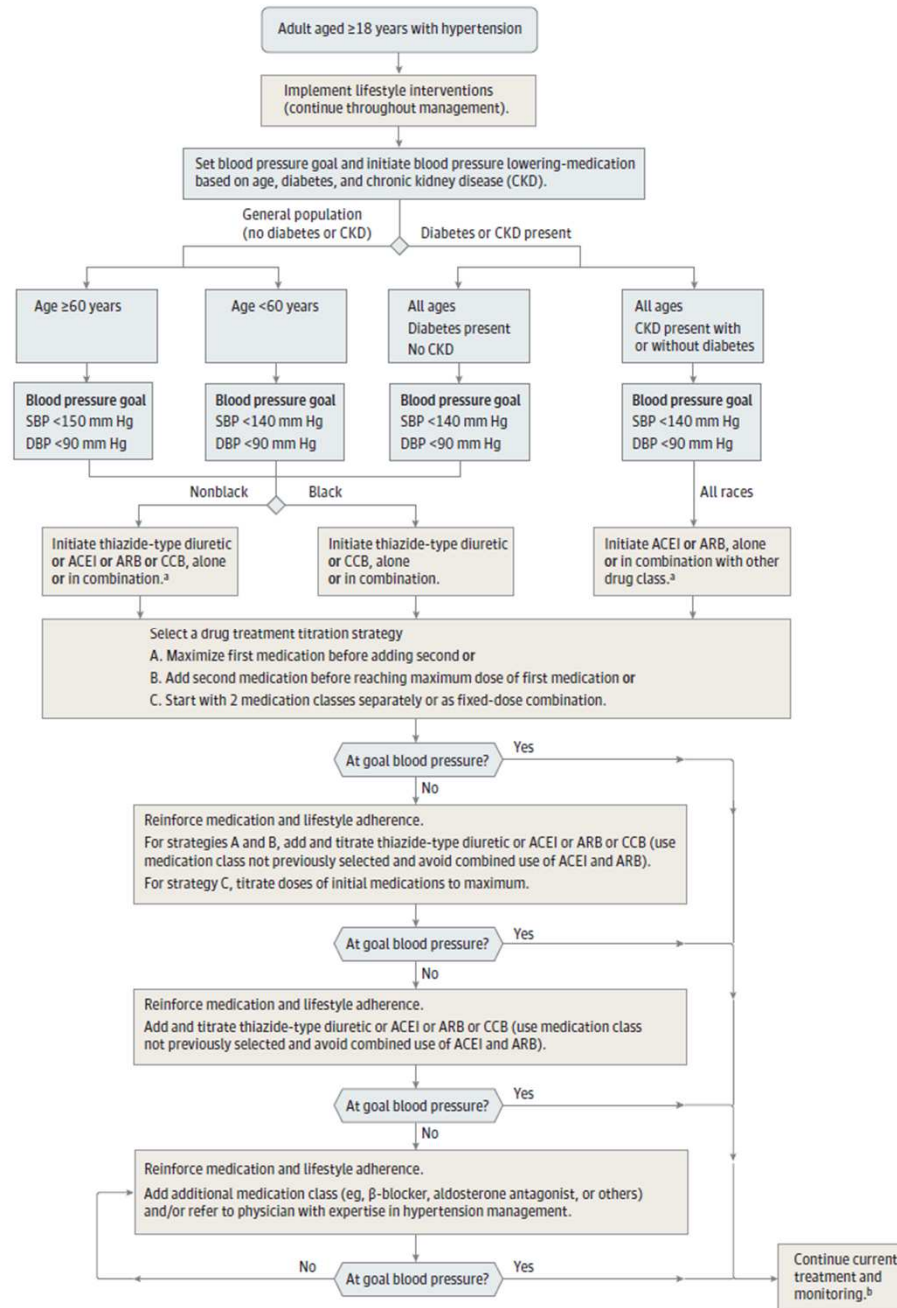 Adult aged ≥18 years with hypertension
Implement lifestyle interventions
(continue throughout management).
Set blood pressure goal and initiate blood pressure lowering-medication
based on age, diabetes, and chronic kidney disease (CKD).
General population
(no diabetes or CKD)
Diabetes or CKD present
Age ≥60 years
Age <60 years
All ages
Diabetes present
No CKD
All ages
CKD present with
or without diabetes
Blood pressure goal
SBP <150 mm Hg
DBP <90 mm Hg
Blood pressure goal
SBP <140 mm Hg
DBP <90 mm Hg
Blood pressure goal
SBP <140 mm Hg
DBP <90 mm Hg
Blood pressure goal
SBP <140 mm Hg
DBP <90 mm Hg
Nonblack
Black
All races
Initiate thiazide-type diuretic
or ACEI or ARB or CCB, alone
or in combination.ᵃ
Initiate thiazide-type diuretic
or CCB, alone
or in combination.
Initiate ACEI or ARB, alone
or in combination with other
drug class.ᵃ
Select a drug treatment titration strategy
A. Maximize first medication before adding second or
B. Add second medication before reaching maximum dose of first medication or
C. Start with 2 medication classes separately or as fixed-dose combination.
At goal blood pressure?
Yes
No
Reinforce medication and lifestyle adherence.
For strategies A and B, add and titrate thiazide-type diuretic or ACEI or ARB or CCB (use
medication class not previously selected and avoid combined use of ACEI and ARB).
For strategy C, titrate doses of initial medications to maximum.
At goal blood pressure?
Yes
No
Reinforce medication and lifestyle adherence.
Add and titrate thiazide-type diuretic or ACEI or ARB or CCB (use medication class
not previously selected and avoid combined use of ACEI and ARB).
At goal blood pressure?
Yes
No
Reinforce medication and lifestyle adherence.
Add additional medication class (eg, β-blocker, aldosterone antagonist, or others)
and/or refer to physician with expertise in hypertension management.
No
At goal blood pressure?
Yes
Continue current
treatment and
monitoring.ᵇ